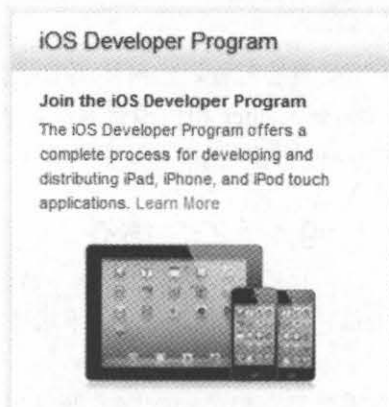 iOS Developer Program
Join the iOS Developer Program
The iOS Developer Program offers a
complete process for developing and
distributing iPad, iPhone, and iPod touch
applications. Learn More